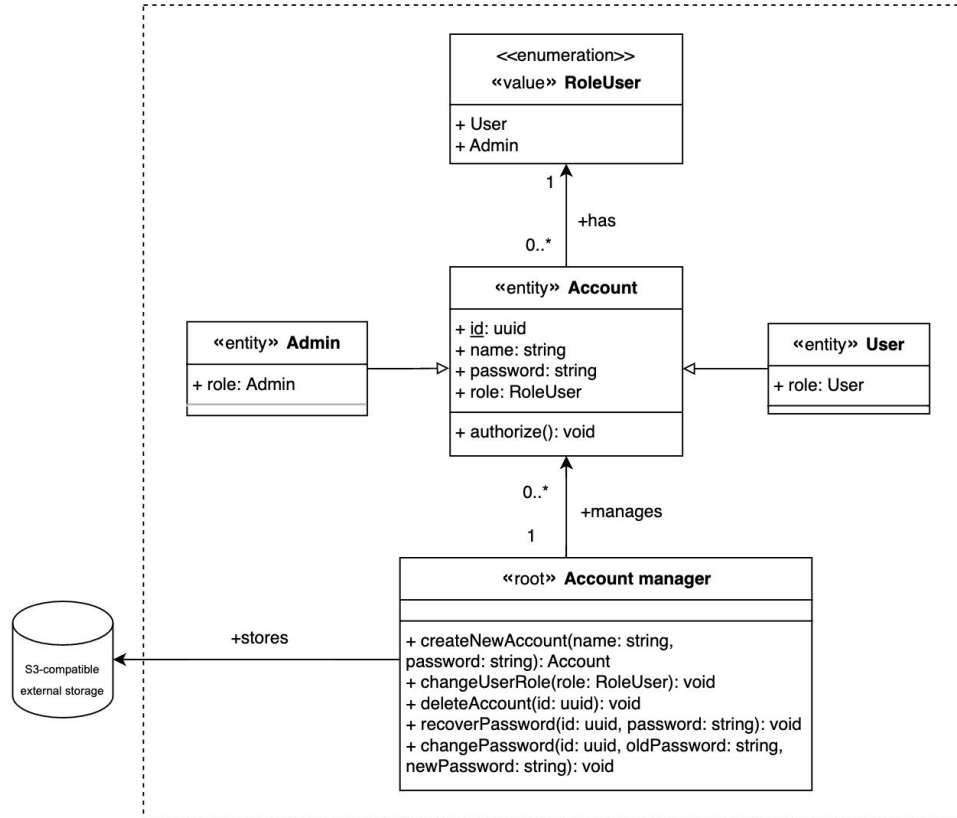 <<enumeration>>
«value» RoleUser
+ User
+ Admin
1
+has
0..*
«entity» Account
+ id: uuid
+ name: string
+ password: string
+ role: RoleUser
+ authorize(): void
«entity» Admin
+ role: Admin
«entity» User
+ role: User
0..*
+manages
1
«root» Account manager
+ createNewAccount(name: string,
password: string): Account
+ changeUserRole(role: RoleUser): void
+ deleteAccount(id: uuid): void
+ recoverPassword(id: uuid, password: string): void
+ changePassword(id: uuid, oldPassword: string,
newPassword: string): void
+stores
S3-compatible
external storage